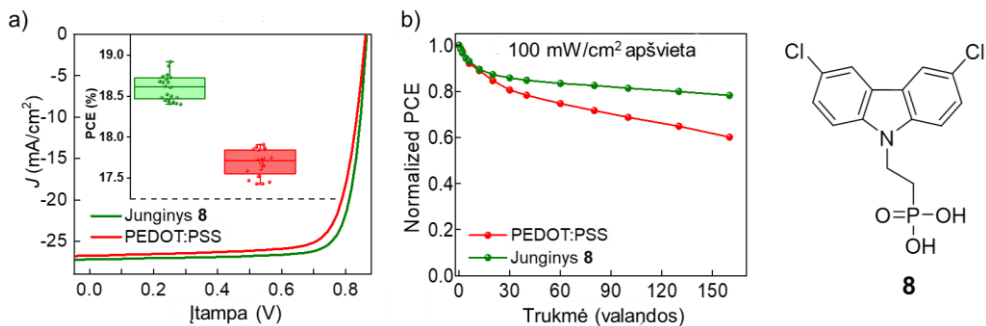 a)
J (mA/cm²)
0
-5
-10
-15
-20
-25
PCE (%)
19.0
18.5
18.0
17.5
Junginys 8
PEDOT:PSS
0.0
0.2
0.4
0.6
0.8
Įtampa (V)
b)
Normalized PCE
1.0
0.8
0.6
0.4
0.2
0.0
100 mW/cm² apšvieta
PEDOT:PSS
Junginys 8
0
30
60
90
120
150
Trukmė (valandos)
Cl
Cl
N
O=P-OH
OH
8